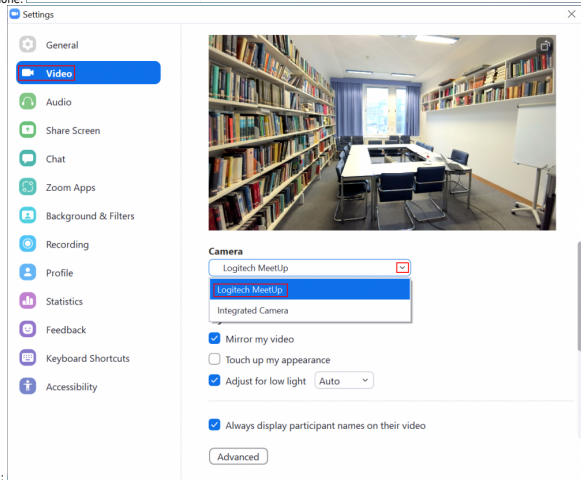 one.
Settings
General
Video
Audio
Share Screen
Chat
Zoom Apps
Background & Filters
Recording
Profile
Statistics
Feedback
Keyboard Shortcuts
Accessibility
Camera
Logitech MeetUp
Logitech MeetUp
Integrated Camera
Mirror my video
Touch up my appearance
Adjust for low light Auto
Always display participant names on their video
Advanced
: